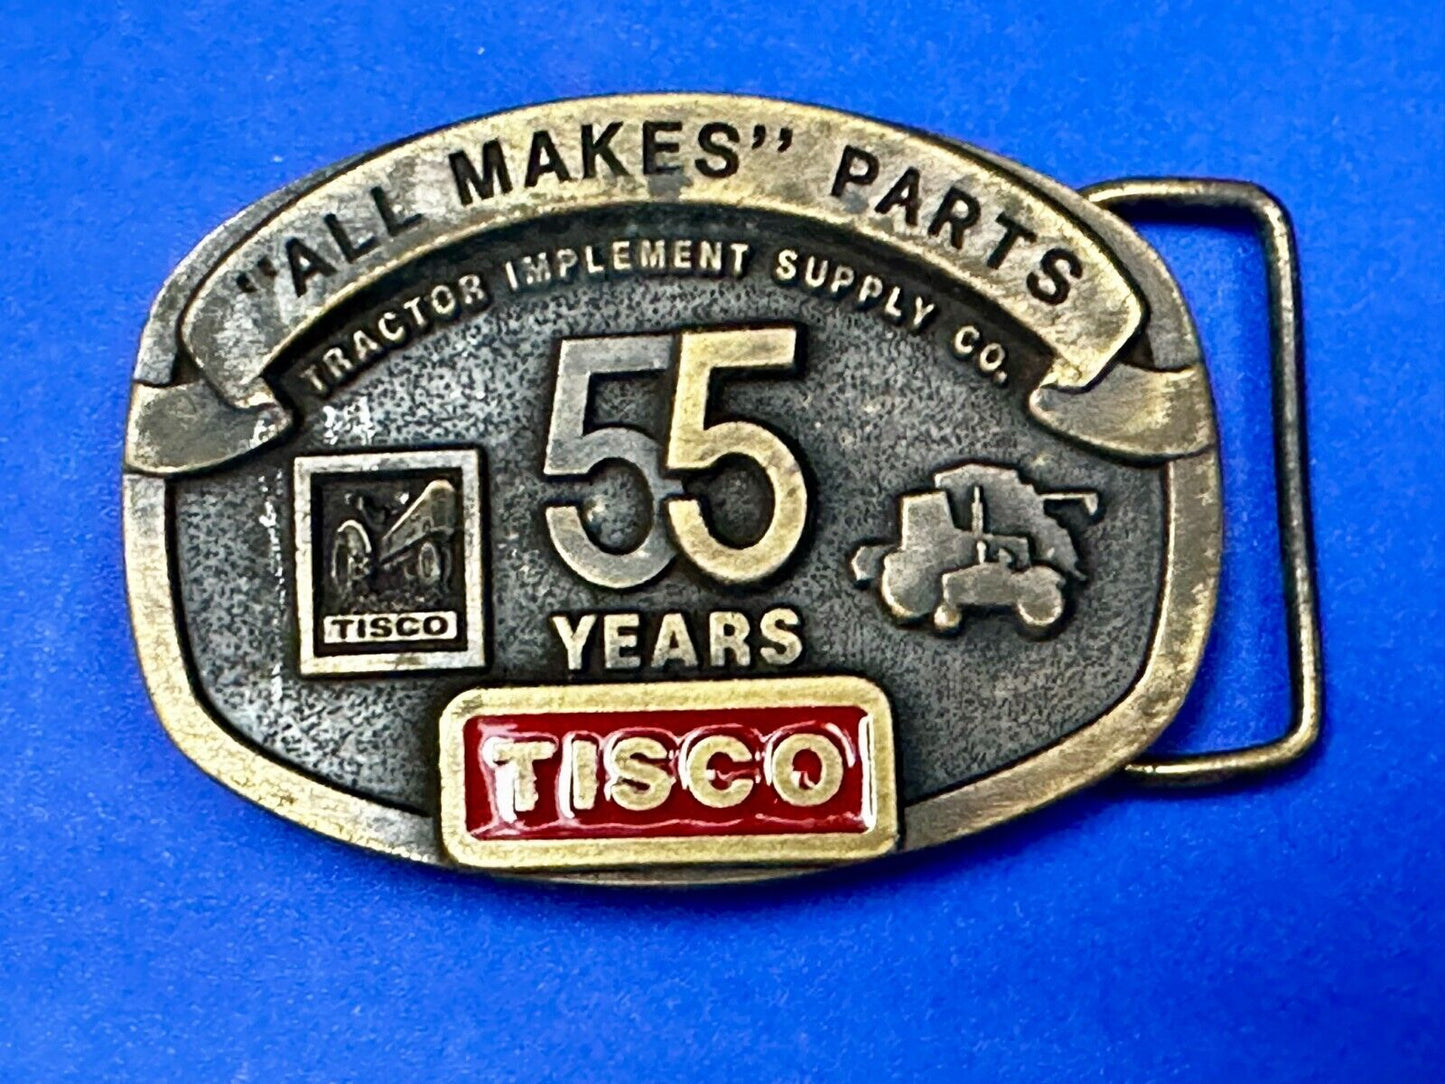 "ALL MAKES" PARTS
TRACTOR IMPLEMENT SUPPLY CO.
55
YEARS
TISCO
TISCO